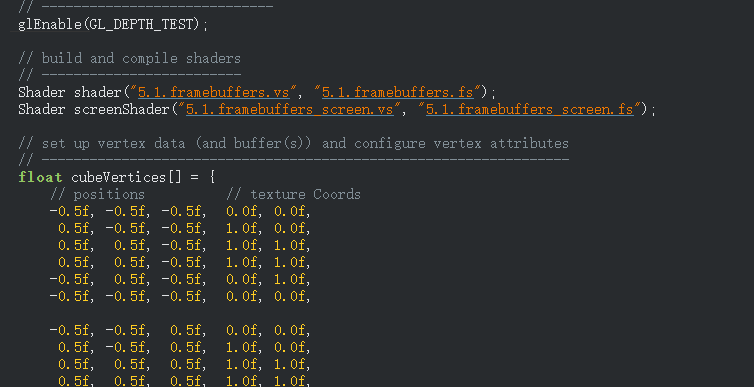 // -----------------------------
glEnable(GL_DEPTH_TEST);
// build and compile shaders
// -------------------------
Shader shader("5.1.framebuffers.vs", "5.1.framebuffers.fs");
Shader screenShader("5.1.framebuffers_screen.vs", "5.1.framebuffers_screen.fs");
// set up vertex data (and buffer(s)) and configure vertex attributes
// ------------------------------------------------------------------
float cubeVertices[] = {
    // positions          // texture Coords
    -0.5f, -0.5f, -0.5f,  0.0f, 0.0f,
     0.5f, -0.5f, -0.5f,  1.0f, 0.0f,
     0.5f,  0.5f, -0.5f,  1.0f, 1.0f,
     0.5f,  0.5f, -0.5f,  1.0f, 1.0f,
    -0.5f,  0.5f, -0.5f,  0.0f, 1.0f,
    -0.5f, -0.5f, -0.5f,  0.0f, 0.0f,
    -0.5f, -0.5f,  0.5f,  0.0f, 0.0f,
     0.5f, -0.5f,  0.5f,  1.0f, 0.0f,
     0.5f,  0.5f,  0.5f,  1.0f, 1.0f,
     0.5f,  0.5f,  0.5f,  1.0f, 1.0f,